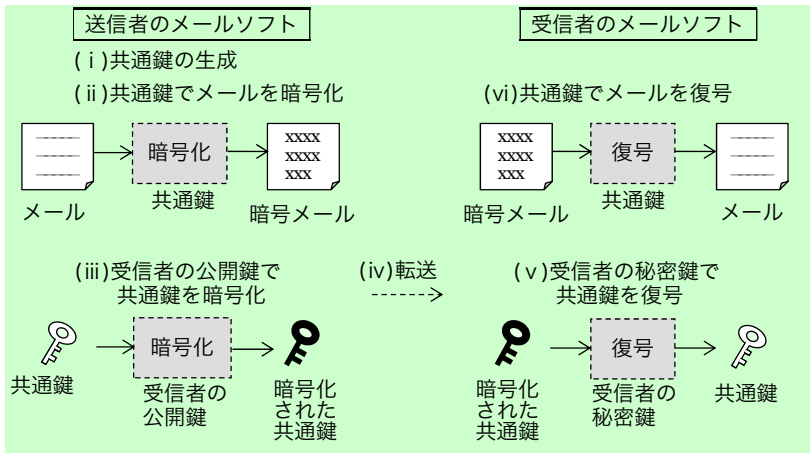 送信者のメールソフト
(ⅰ)共通鍵の生成
(ⅱ)共通鍵でメールを暗号化
暗号化
xxxx
xxxx
xxx
メール
共通鍵
暗号メール
(ⅲ)受信者の公開鍵で
共通鍵を暗号化
暗号化
共通鍵
受信者の
公開鍵
暗号化
された
共通鍵
(ⅳ)転送
受信者のメールソフト
(ⅵ)共通鍵でメールを復号
xxxx
xxxx
xxx
復号
暗号メール
共通鍵
メール
(ⅴ)受信者の秘密鍵で
共通鍵を復号
復号
暗号化
された
共通鍵
受信者の
秘密鍵
共通鍵